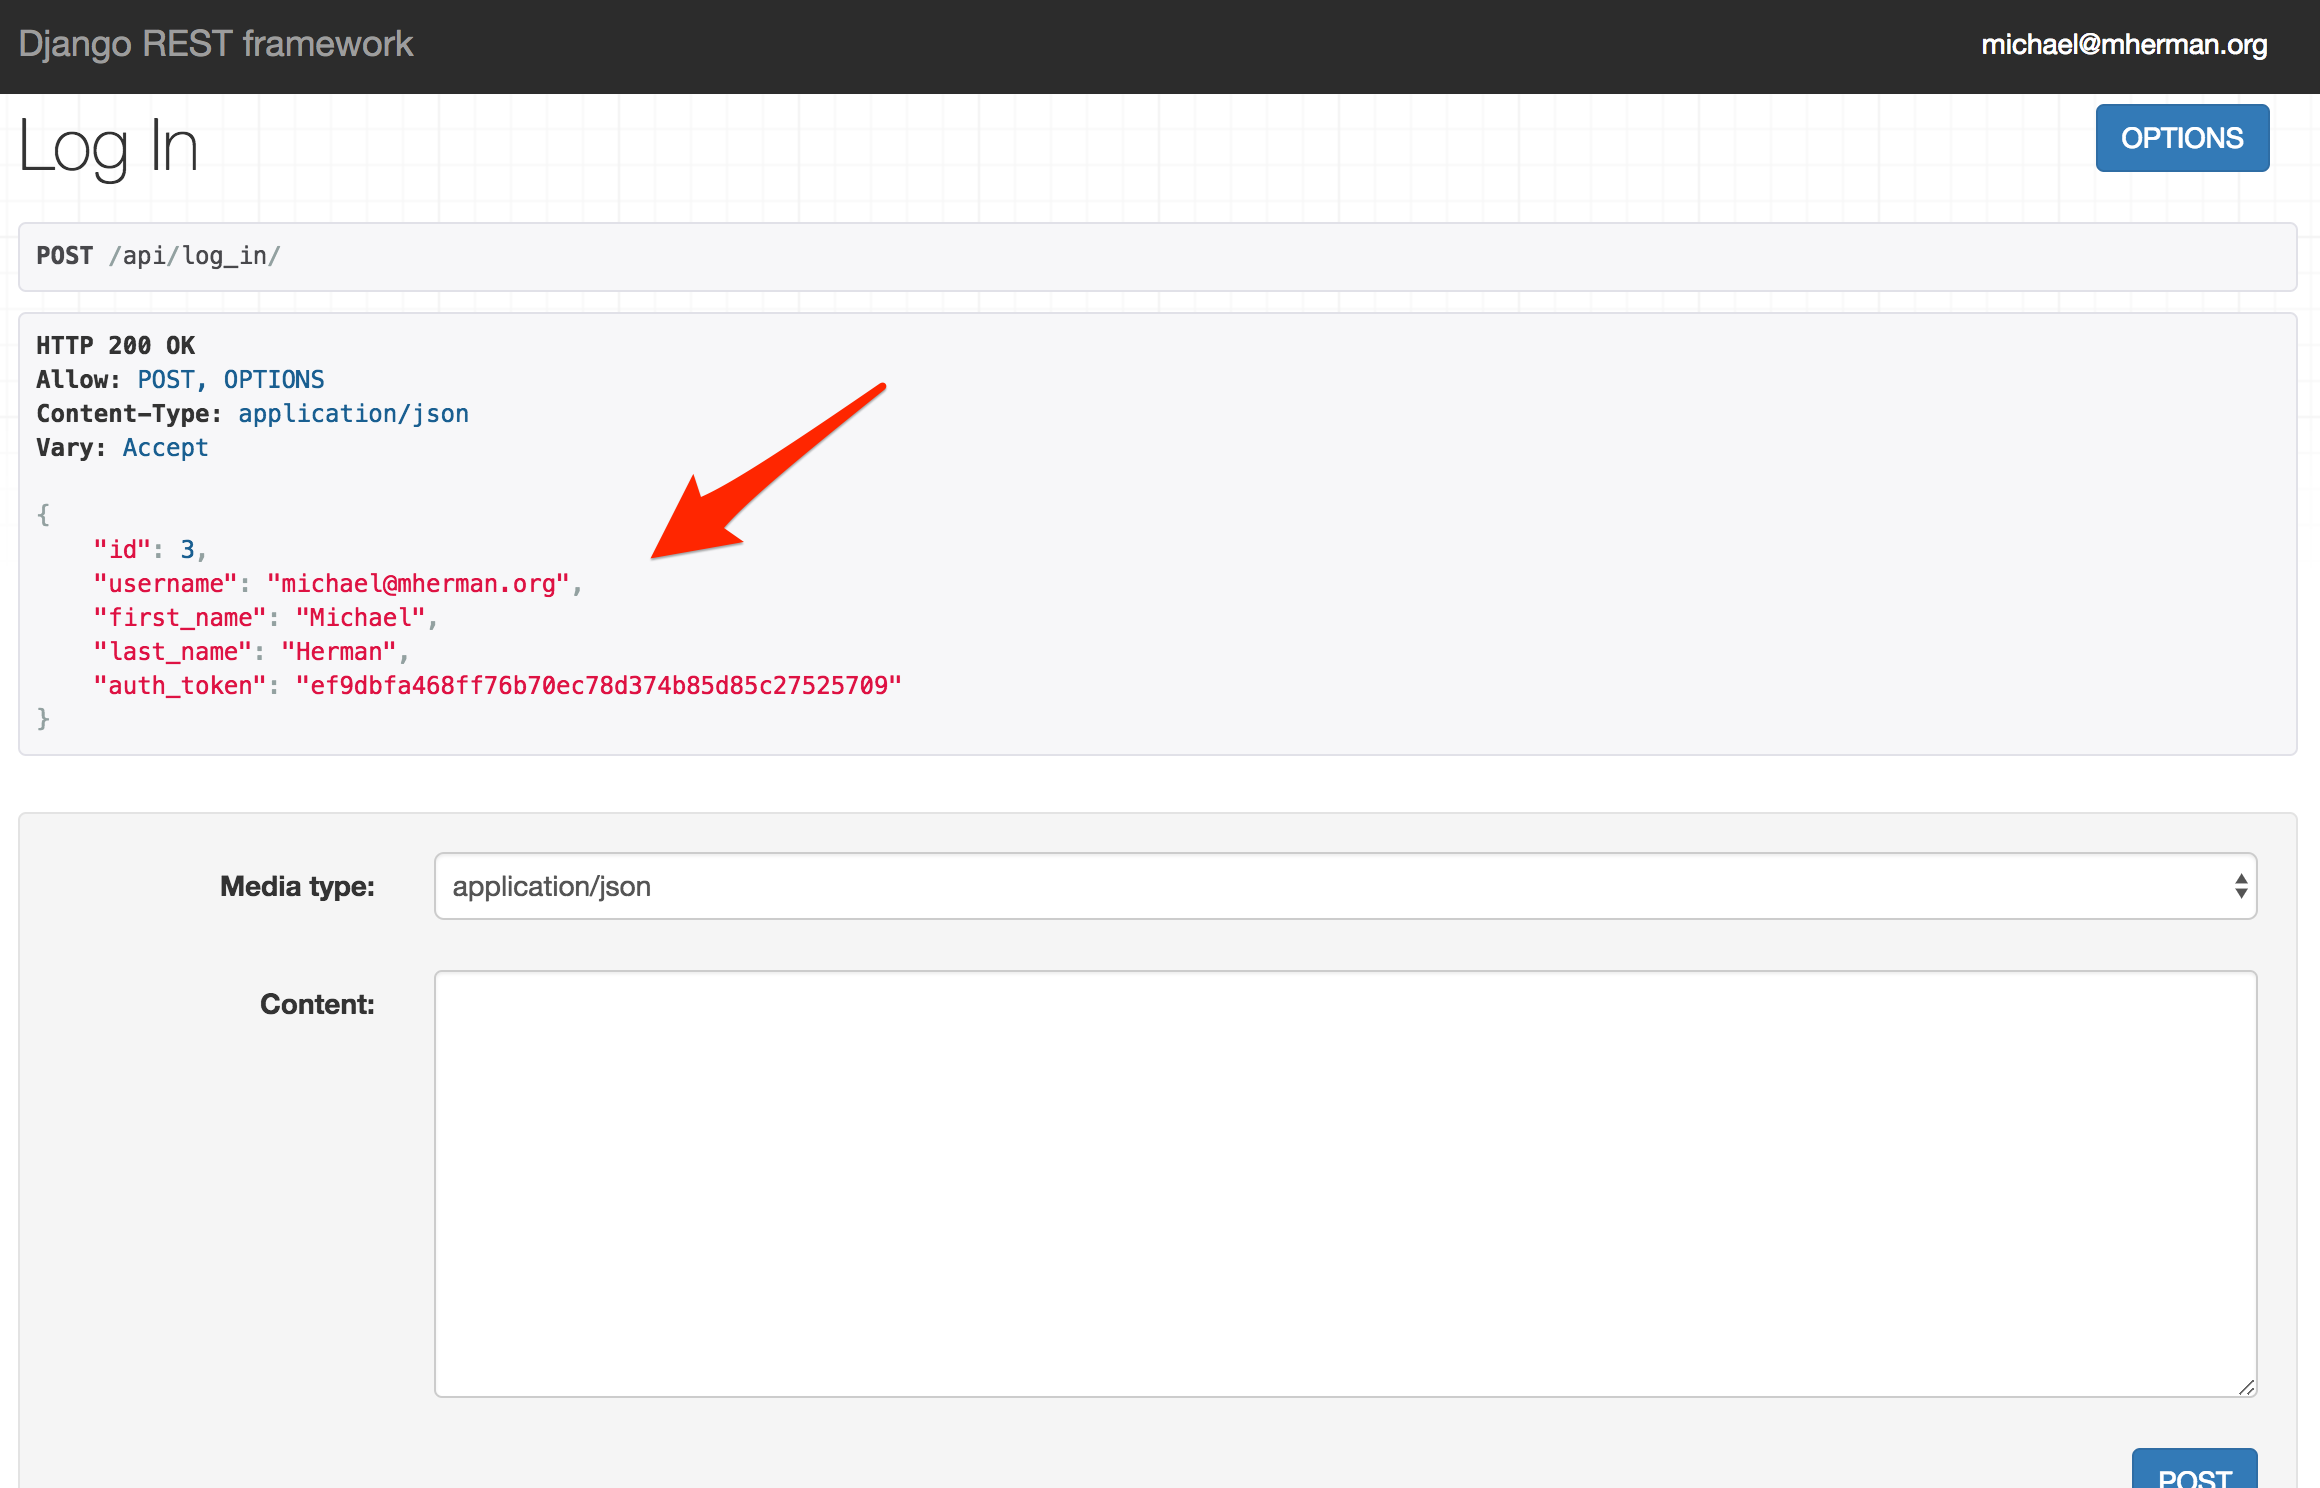 Django REST framework
michael@mherman.org
Log In
OPTIONS
POST /api/log_in/
HTTP 200 OK
Allow: POST, OPTIONS
Content-Type: application/json
Vary: Accept
{
"id": 3,
"username": "michael@mherman.org",
"first_name": "Michael",
"last_name": "Herman",
"auth_token": "ef9dbfa468ff76b70ec78d374b85d85c27525709"
}
Media type:
application/json
Content:
POST